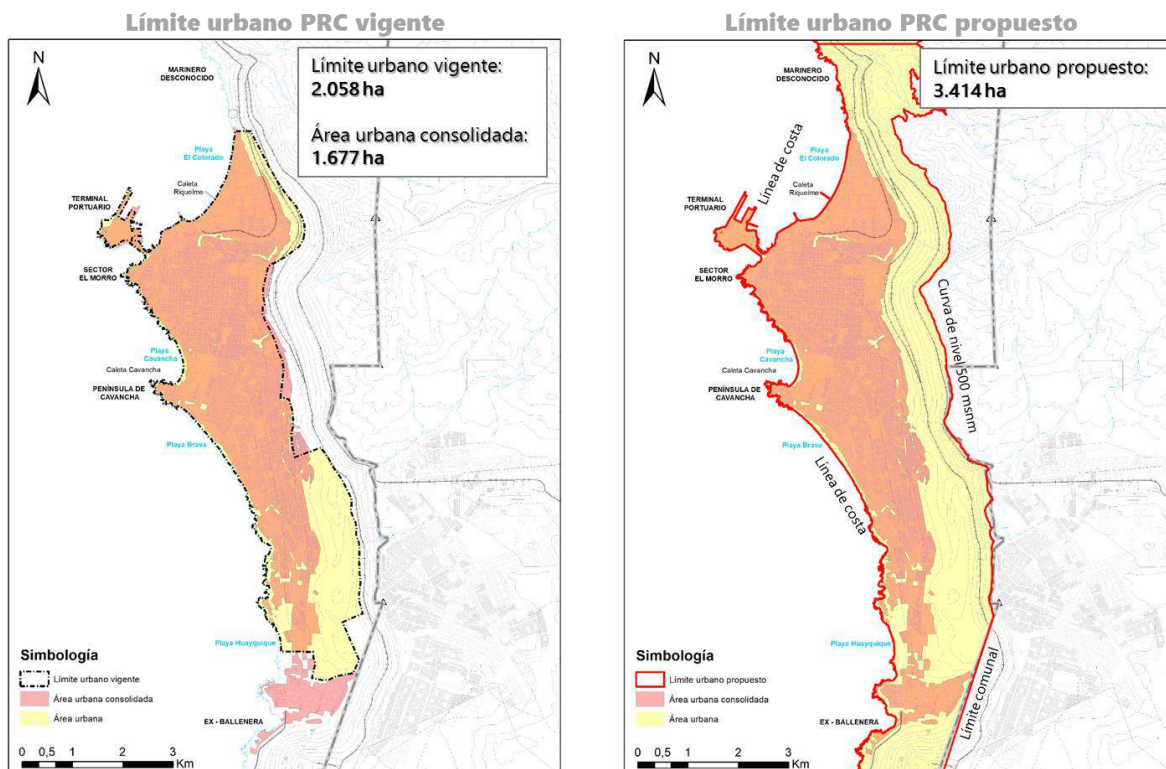 Límite urbano PRC vigente
N
MARINERO
DESCONOCIDO
Límite urbano vigente:
2.058 ha
Área urbana consolidada:
1.677 ha
Playa
El Colorado
Caleta
Riquelme
TERMINAL
PORTUARIO
SECTOR
EL MORRO
Playa
Cavancha
Caleta Cavancha
PENÍNSULA DE
CAVANCHA
Playa Brava
Playa Huayquique
EX - BALLENERA
Simbología
Límite urbano vigente
Área urbana consolidada
Área urbana
0 0,5 1 2 3
Km
Límite urbano PRC propuesto
N
MARINERO
DESCONOCIDO
Límite urbano propuesto:
3.414 ha
Playa
El Colorado
Línea de costa
Caleta
Riquelme
TERMINAL
PORTUARIO
SECTOR
EL MORRO
Curva de nivel 500 msnm
Playa
Cavancha
Caleta Cavancha
PENÍNSULA DE
CAVANCHA
Playa Brava
Línea de costa
Playa Huayquique
Límite comunal
EX - BALLENERA
Simbología
Límite urbano propuesto
Área urbana consolidada
Área urbana
0 0,5 1 2 3
Km